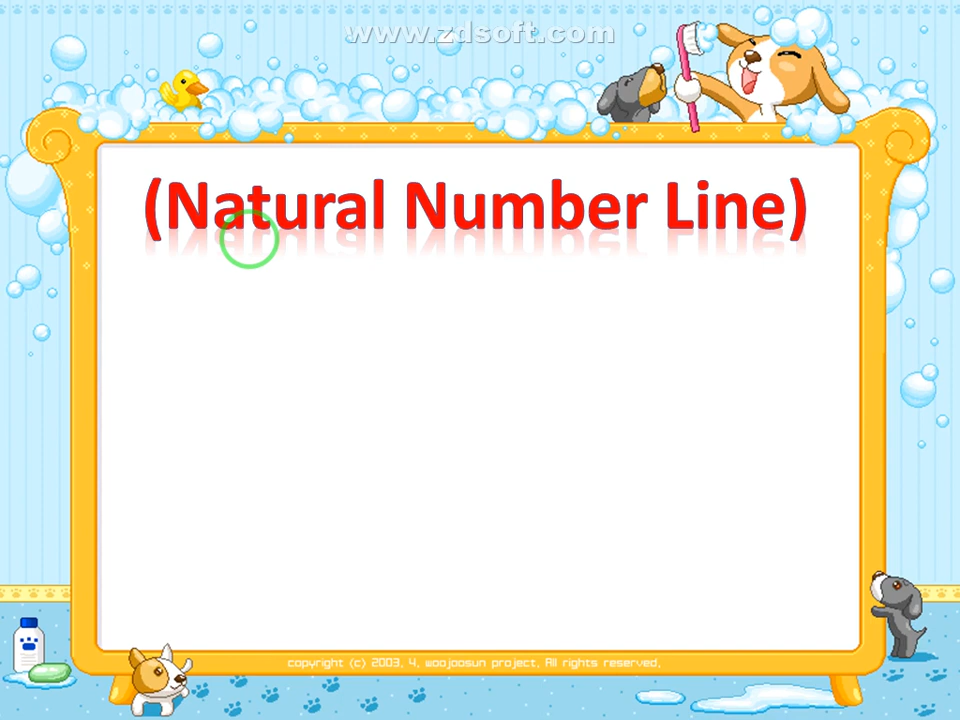 www.zdsoft.com
(Natural Number Line)
copyright (c) 2003. 4. woojoosun project. All rights reserved.